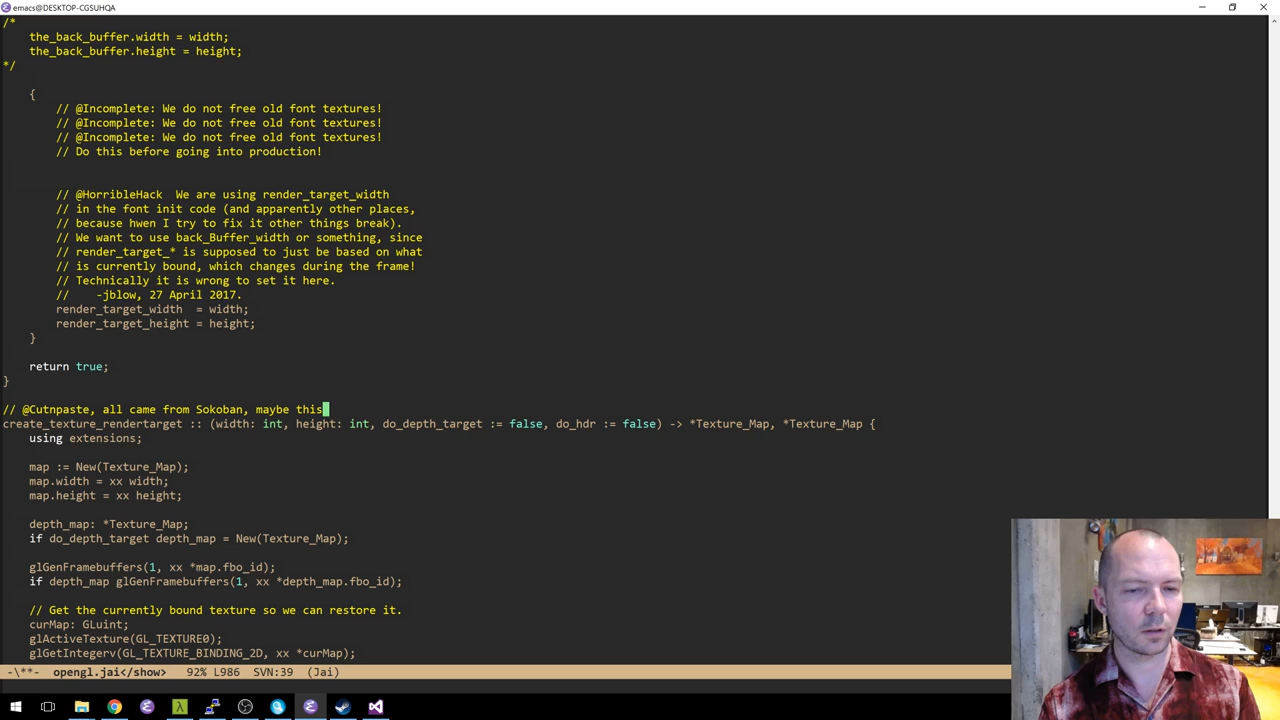 emacs@DESKTOP-CGSUHQA
/*
the_back_buffer.width = width;
the_back_buffer.height = height;
*/
{
// @Incomplete: We do not free old font textures!
// @Incomplete: We do not free old font textures!
// @Incomplete: We do not free old font textures!
// Do this before going into production!
// @HorribleHack  We are using render_target_width
// in the font init code (and apparently other places,
// because hwen I try to fix it other things break).
// We want to use back_Buffer_width or something, since
// render_target_* is supposed to just be based on what
// is currently bound, which changes during the frame!
// Technically it is wrong to set it here.
//    -jblow, 27 April 2017.
render_target_width  = width;
render_target_height = height;
}
return true;
}
// @Cutnpaste, all came from Sokoban, maybe this
create_texture_rendertarget :: (width: int, height: int, do_depth_target := false, do_hdr := false) -> *Texture_Map, *Texture_Map {
using extensions;
map := New(Texture_Map);
map.width = xx width;
map.height = xx height;
depth_map: *Texture_Map;
if do_depth_target depth_map = New(Texture_Map);
glGenFramebuffers(1, xx *map.fbo_id);
if depth_map glGenFramebuffers(1, xx *depth_map.fbo_id);
// Get the currently bound texture so we can restore it.
curMap: GLuint;
glActiveTexture(GL_TEXTURE0);
glGetIntegerv(GL_TEXTURE_BINDING_2D, xx *curMap);
-\**-  opengl.jai</show>   92% L986  SVN:39  (Jai)